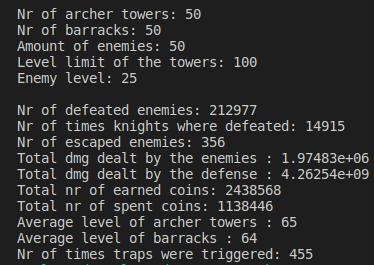 Nr of archer towers: 50
Nr of barracks: 50
Amount of enemies: 50
Level limit of the towers: 100
Enemy level: 25

Nr of defeated enemies: 212977
Nr of times knights where defeated: 14915
Nr of escaped enemies: 356
Total dmg dealt by the enemies : 1.97483e+06
Total dmg dealt by the defense : 4.26254e+09
Total nr of earned coins: 2438568
Total nr of spent coins: 1138446
Average level of archer towers : 65
Average level of barracks : 64
Nr of times traps were triggered: 455